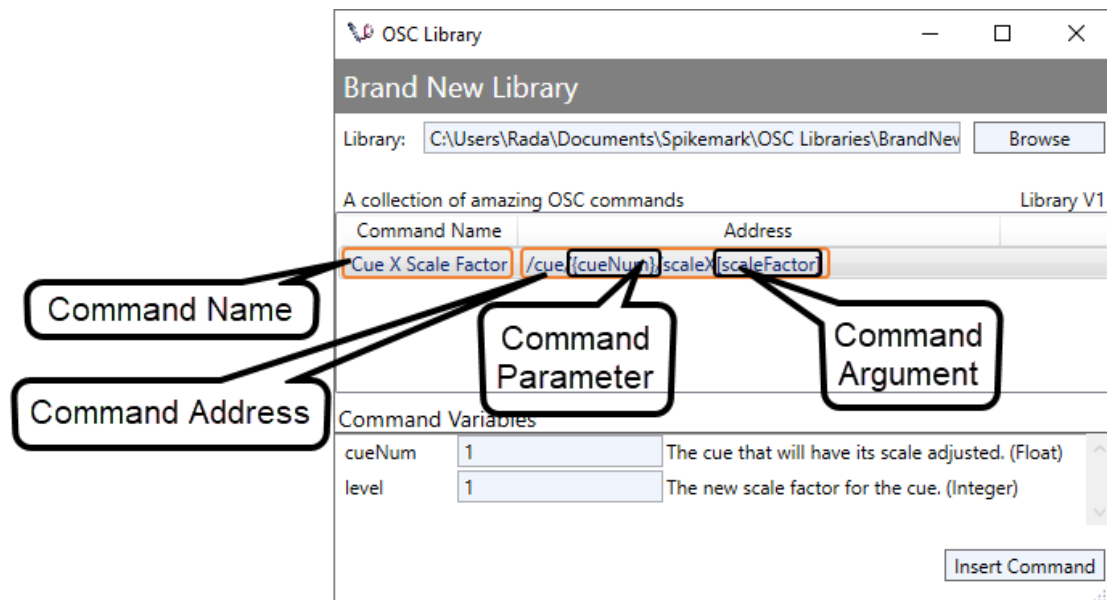 OSC Library
Brand New Library
Library: C:\Users\Rada\Documents\Spikemark\OSC Libraries\BrandNew Browse
A collection of amazing OSC commands Library V1
Command Name Address
Cue X Scale Factor /cue/{cueNum}/scaleX[scaleFactor]
Command Name
Command
Parameter
Command
Argument
Command Address
Command Variables
cueNum 1 The cue that will have its scale adjusted. (Float)
level 1 The new scale factor for the cue. (Integer)
Insert Command